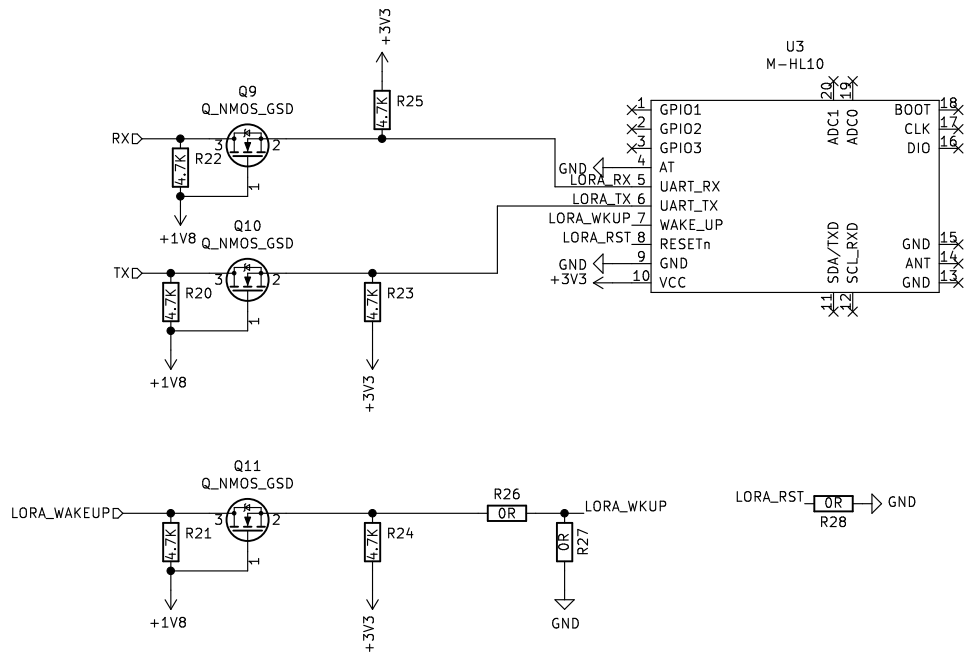 +3V3
U3
M-HL10
Q9
Q_NMOS_GSD
4.7K
R25
RX
3
2
1
4.7K
R22
+1V8
Q10
Q_NMOS_GSD
TX
3
2
1
4.7K
R20
+1V8
4.7K
R23
+3V3
20
19
ADC1
ADC0
1
GPIO1
2
GPIO2
3
GPIO3
GND
4
AT
LORA_RX
5
UART_RX
LORA_TX
6
UART_TX
LORA_WKUP
7
WAKE_UP
LORA_RST
8
RESETn
GND
9
GND
+3V3
10
VCC
BOOT
18
CLK
17
DIO
16
GND
15
ANT
14
GND
13
SDA/TXD
SCL_RXD
11
12
Q11
Q_NMOS_GSD
LORA_WAKEUP
3
2
1
4.7K
R21
+1V8
4.7K
R24
+3V3
R26
0R
LORA_WKUP
0R
R27
GND
LORA_RST
0R
R28
GND